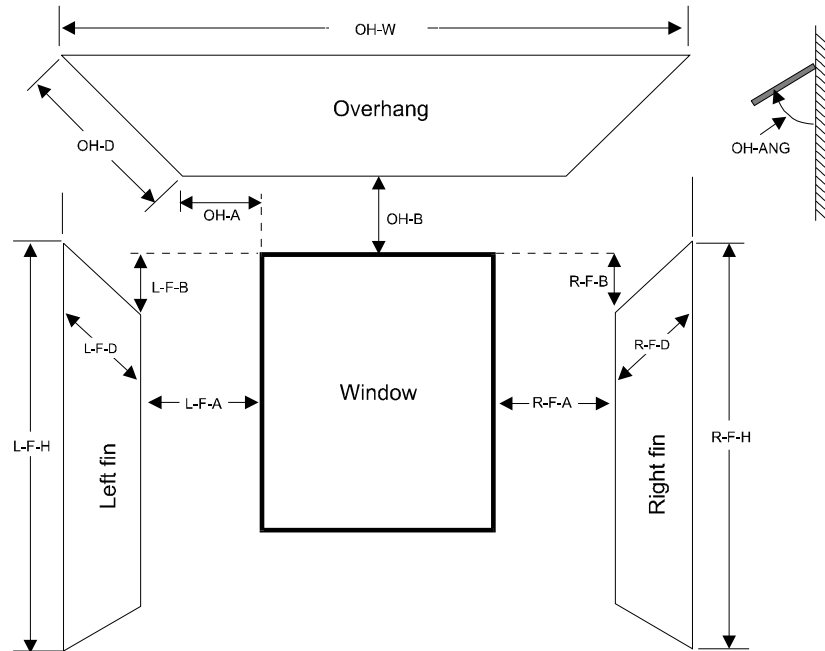 OH-W
Overhang
OH-D
OH-ANG
OH-A
OH-B
L-F-B
R-F-B
L-F-D
R-F-D
Window
L-F-A
R-F-A
L-F-H
R-F-H
Left fin
Right fin